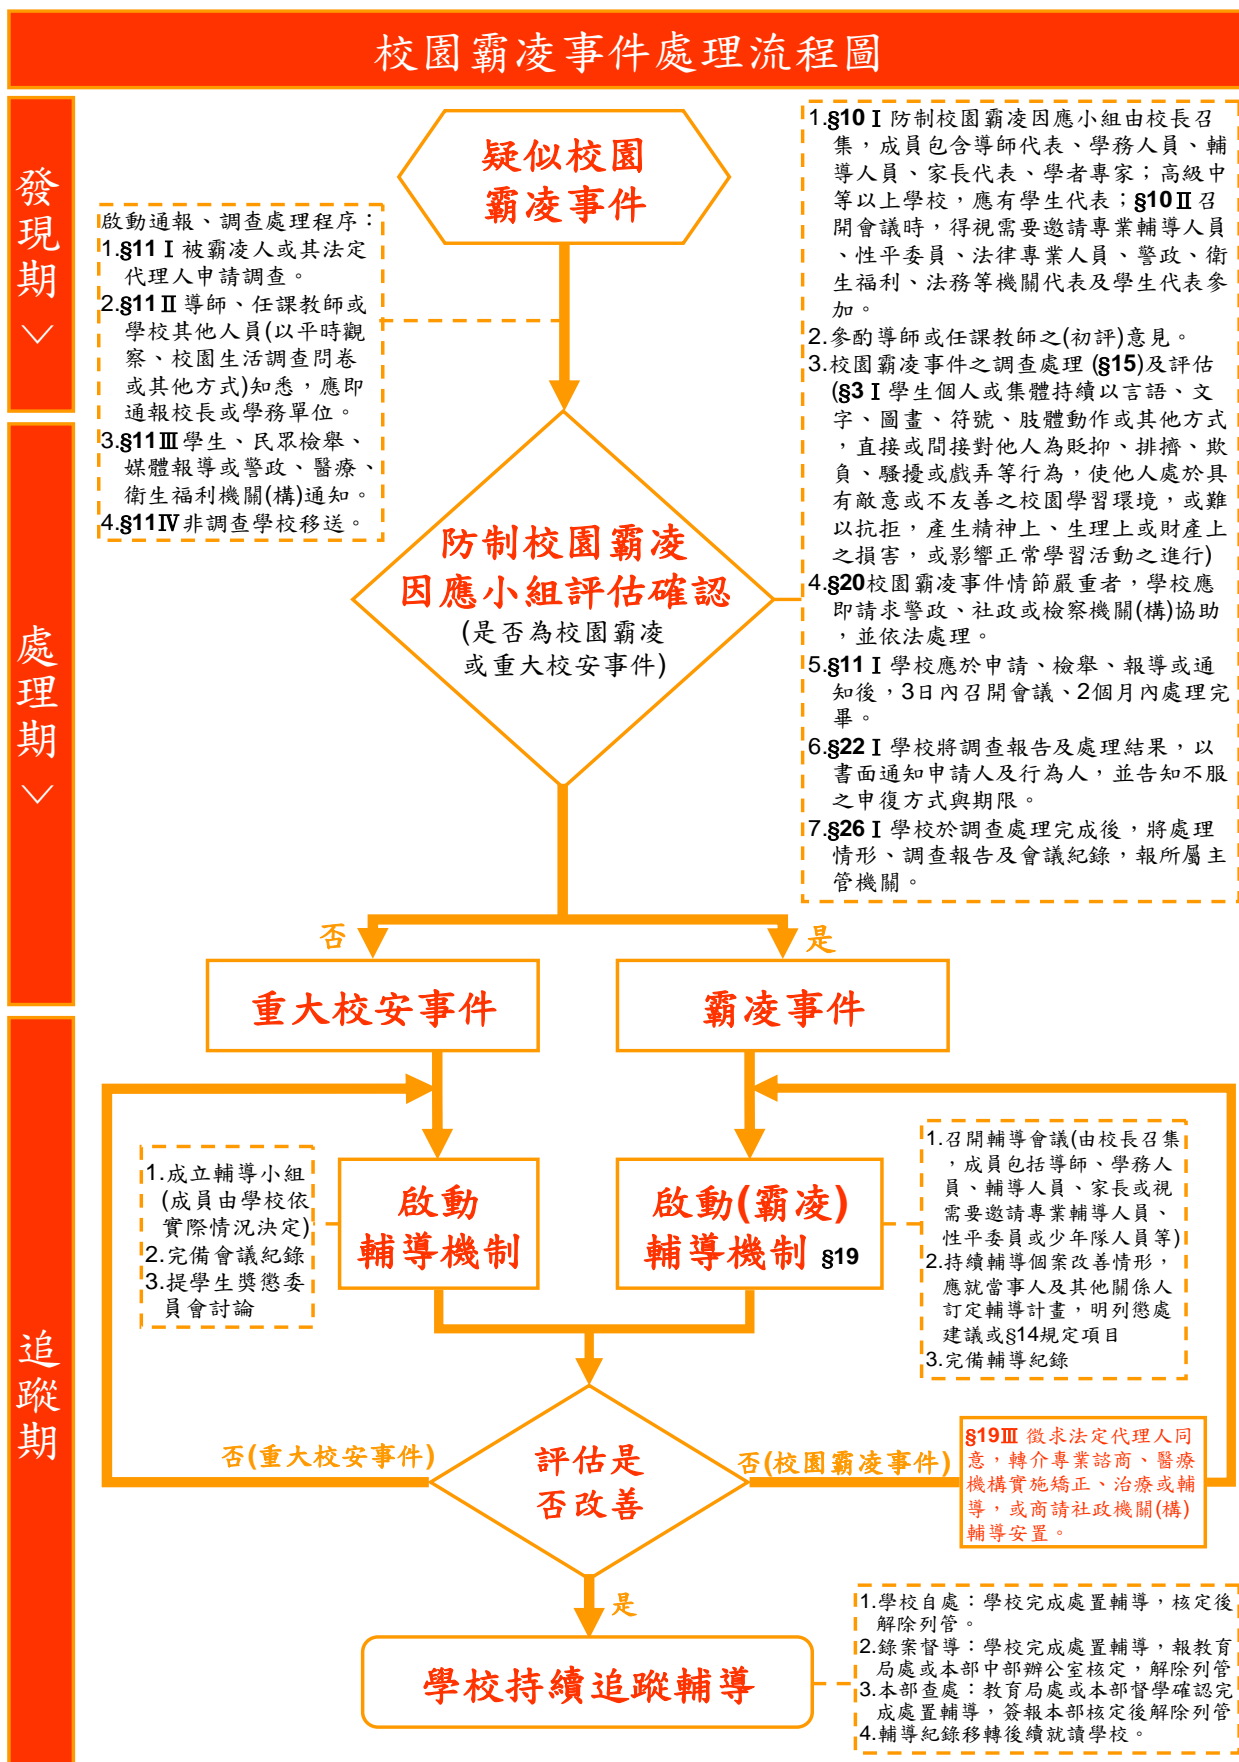 校園霸凌事件處理流程圖
發現期
疑似校園
霸凌事件
啟動通報、調查處理程序：
1.§11Ⅰ被霸凌人或其法定
代理人申請調查。
2.§11Ⅱ導師、任課教師或
學校其他人員(以平時觀
察、校園生活調查問卷
或其他方式)知悉，應即
通報校長或學務單位。
3.§11Ⅲ學生、民眾檢舉、
媒體報導或警政、醫療、
衛生福利機關(構)通知。
4.§11Ⅳ非調查學校移送。
1.§10Ⅰ防制校園霸凌因應小組由校長召
集，成員包含導師代表、學務人員、輔
導人員、家長代表、學者專家；高級中
等以上學校，應有學生代表；§10Ⅱ召
開會議時，得視需要邀請專業輔導人員
、性平委員、法律專業人員、警政、衛
生福利、法務等機關代表及學生代表參
加。
2.參酌導師或任課教師之(初評)意見。
3.校園霸凌事件之調查處理 (§15)及評估
(§3Ⅰ學生個人或集體持續以言語、文
字、圖畫、符號、肢體動作或其他方式
，直接或間接對他人為貶抑、排擠、欺
負、騷擾或戲弄等行為，使他人處於具
有敵意或不友善之校園學習環境，或難
以抗拒，產生精神上、生理上或財產上
之損害，或影響正常學習活動之進行)
4.§20校園霸凌事件情節嚴重者，學校應
即請求警政、社政或檢察機關(構)協助
，並依法處理。
5.§11Ⅰ學校應於申請、檢舉、報導或通
知後，3日內召開會議、2個月內處理完
畢。
6.§22Ⅰ學校將調查報告及處理結果，以
書面通知申請人及行為人，並告知不服
之申復方式與期限。
7.§26Ⅰ學校於調查處理完成後，將處理
情形、調查報告及會議紀錄，報所屬主
管機關。
處理期
防制校園霸凌
因應小組評估確認
(是否為校園霸凌
或重大校安事件)
否
是
重大校安事件
霸凌事件
追蹤期
1.成立輔導小組
(成員由學校依
實際情況決定)
2.完備會議紀錄
3.提學生獎懲委
員會討論
啟動
輔導機制
啟動(霸凌)
輔導機制 §19
1.召開輔導會議(由校長召集
，成員包括導師、學務人
員、輔導人員、家長或視
需要邀請專業輔導人員、
性平委員或少年隊人員等)
2.持續輔導個案改善情形，
應就當事人及其他關係人
訂定輔導計畫，明列懲處
建議或§14規定項目
3.完備輔導紀錄
否(重大校安事件)
評估是
否改善
否(校園霸凌事件)
§19Ⅲ 徵求法定代理人同
意，轉介專業諮商、醫療
機構實施矯正、治療或輔
導，或商請社政機關(構)
輔導安置。
是
學校持續追蹤輔導
1.學校自處：學校完成處置輔導，核定後
解除列管。
2.錄案督導：學校完成處置輔導，報教育
局處或本部中部辦公室核定，解除列管
3.本部查處：教育局處或本部督學確認完
成處置輔導，簽報本部核定後解除列管
4.輔導紀錄移轉後續就讀學校。